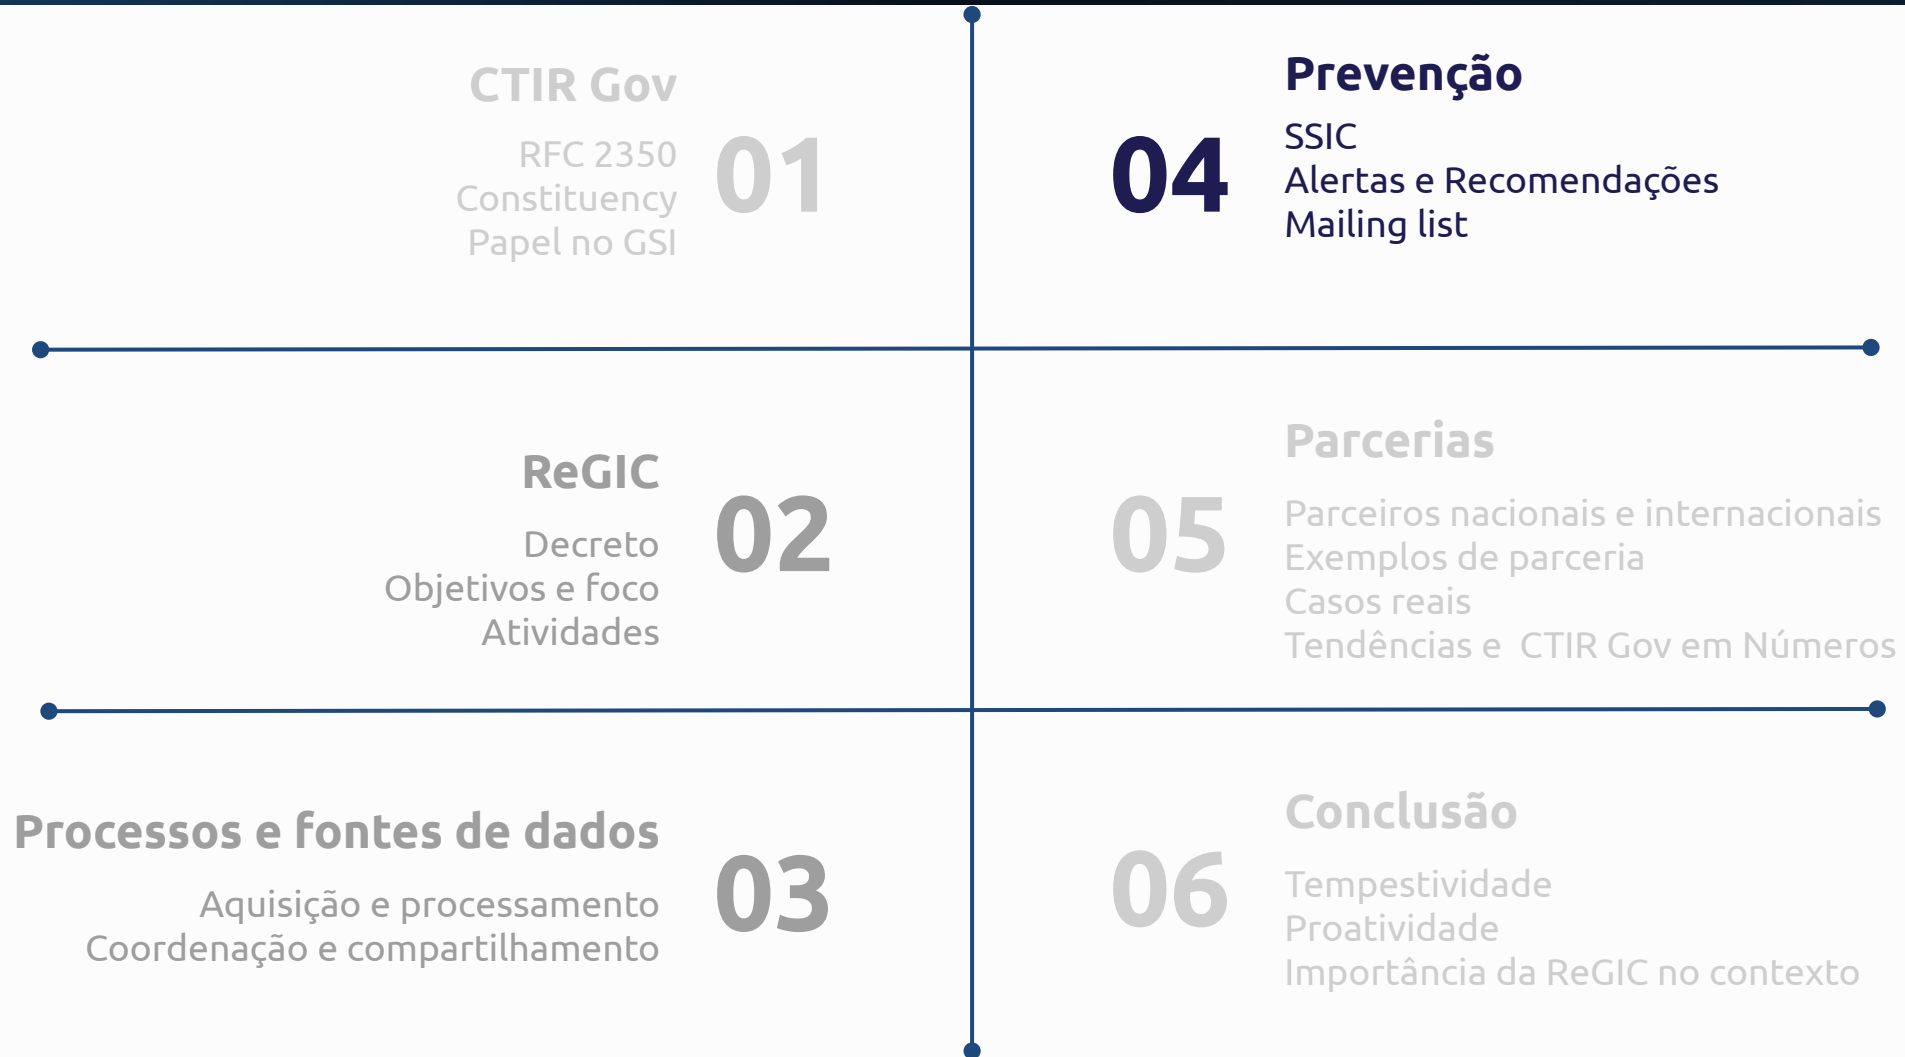 CTIR Gov
RFC 2350
Constituency
Papel no GSI
01
ReGIC
Decreto
Objetivos e foco
Atividades
02
Processos e fontes de dados
Aquisição e processamento
Coordenação e compartilhamento
03
04
Prevenção
SSIC
Alertas e Recomendações
Mailing list
05
Parcerias
Parceiros nacionais e internacionais
Exemplos de parceria
Casos reais
Tendências e  CTIR Gov em Números
06
Conclusão
Tempestividade
Proatividade
Importância da ReGIC no contexto